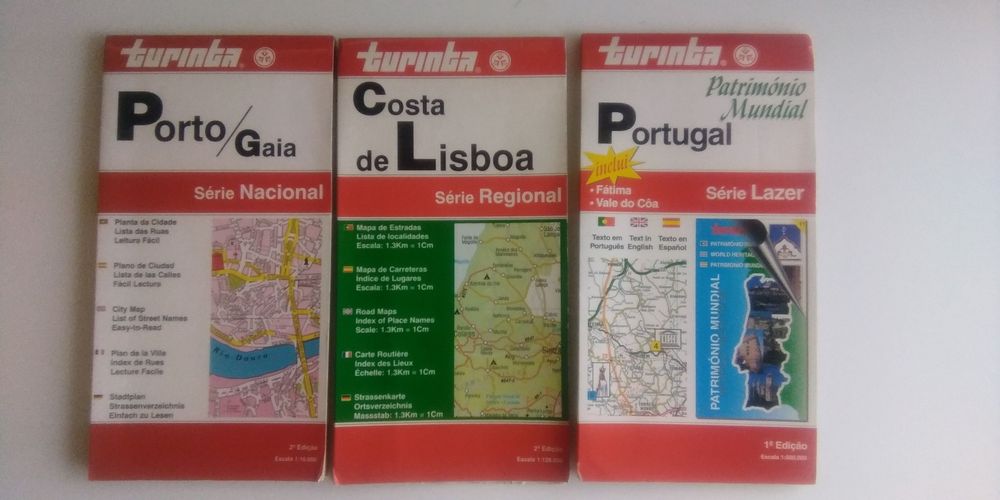 turinta
Porto/Gaia
Série Nacional
Planta da Cidade
Lista das Ruas
Leitura Fácil
Plano de Ciudad
Lista de las Calles
Fácil Lectura
City Map
List of Street Names
Easy-to-Read
Plan de la Ville
Index de Rues
Lecture Facile
Stadtplan
Strassenverzeichnis
Einfach zu Lesen
Rio Douro
2ª Edição
turinta
Costa
de Lisboa
Série Regional
Mapa de Estradas
Lista de localidades
Escala: 1.3Km = 1Cm
Mapa de Carreteras
Índice de Lugares
Escala: 1.3Km = 1Cm
Road Maps
Index of Place Names
Scale: 1.3Km = 1Cm
Carte Routière
Index des Lieux
Échelle: 1.3Km = 1Cm
Strassenkarte
Ortsverzeichnis
Massstab: 1.3Km = 1Cm
2ª Edição
turinta
Património
Mundial
Portugal
inclui
• Fátima
• Vale do Côa
Série Lazer
Texto em
Português
Text in
English
Texto en
Español
4
PATRIMÓNIO MUNDIAL
1ª Edição